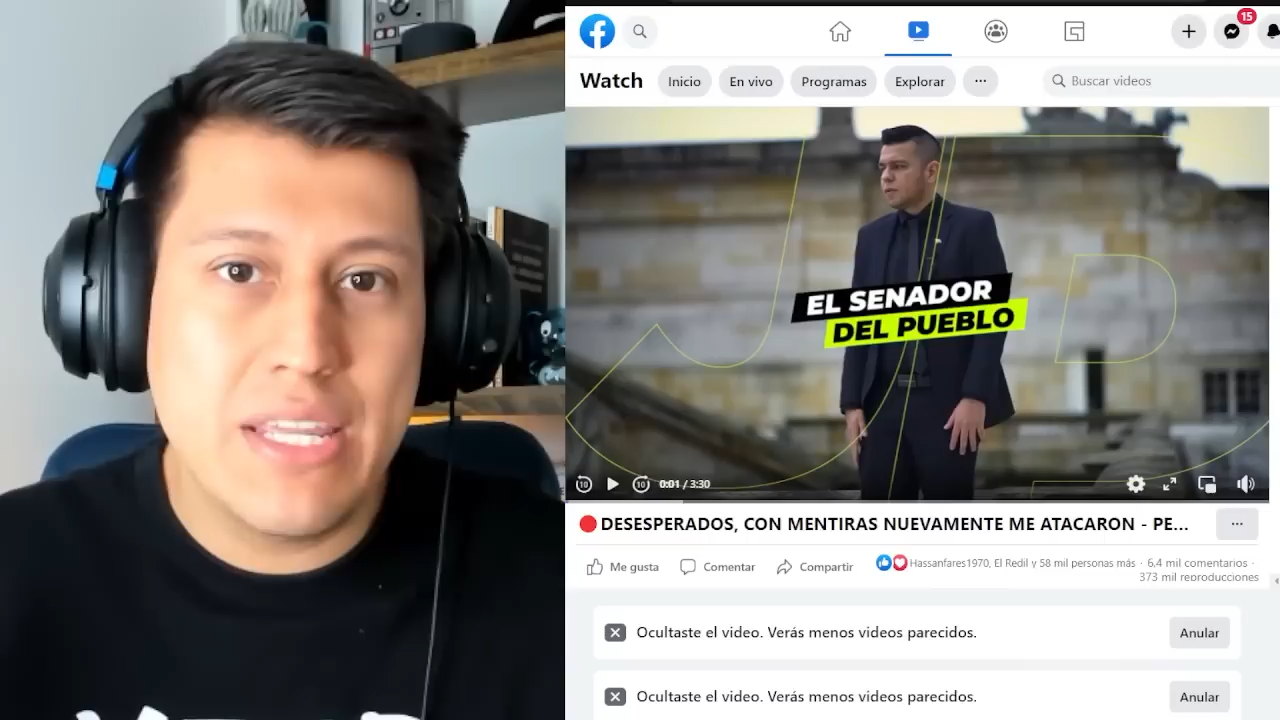 15
Watch
Inicio
En vivo
Programas
Explorar
...
Buscar videos
EL SENADOR
DEL PUEBLO
10
10
0:01 / 3:30
DESESPERADOS, CON MENTIRAS NUEVAMENTE ME ATACARON - PE...
...
Me gusta
Comentar
Compartir
Hassanfares1970, El Redil y 58 mil personas más · 6.4 mil comentarios ·
373 mil reproducciones
Ocultaste el video. Verás menos videos parecidos.
Anular
Ocultaste el video. Verás menos videos parecidos.
Anular